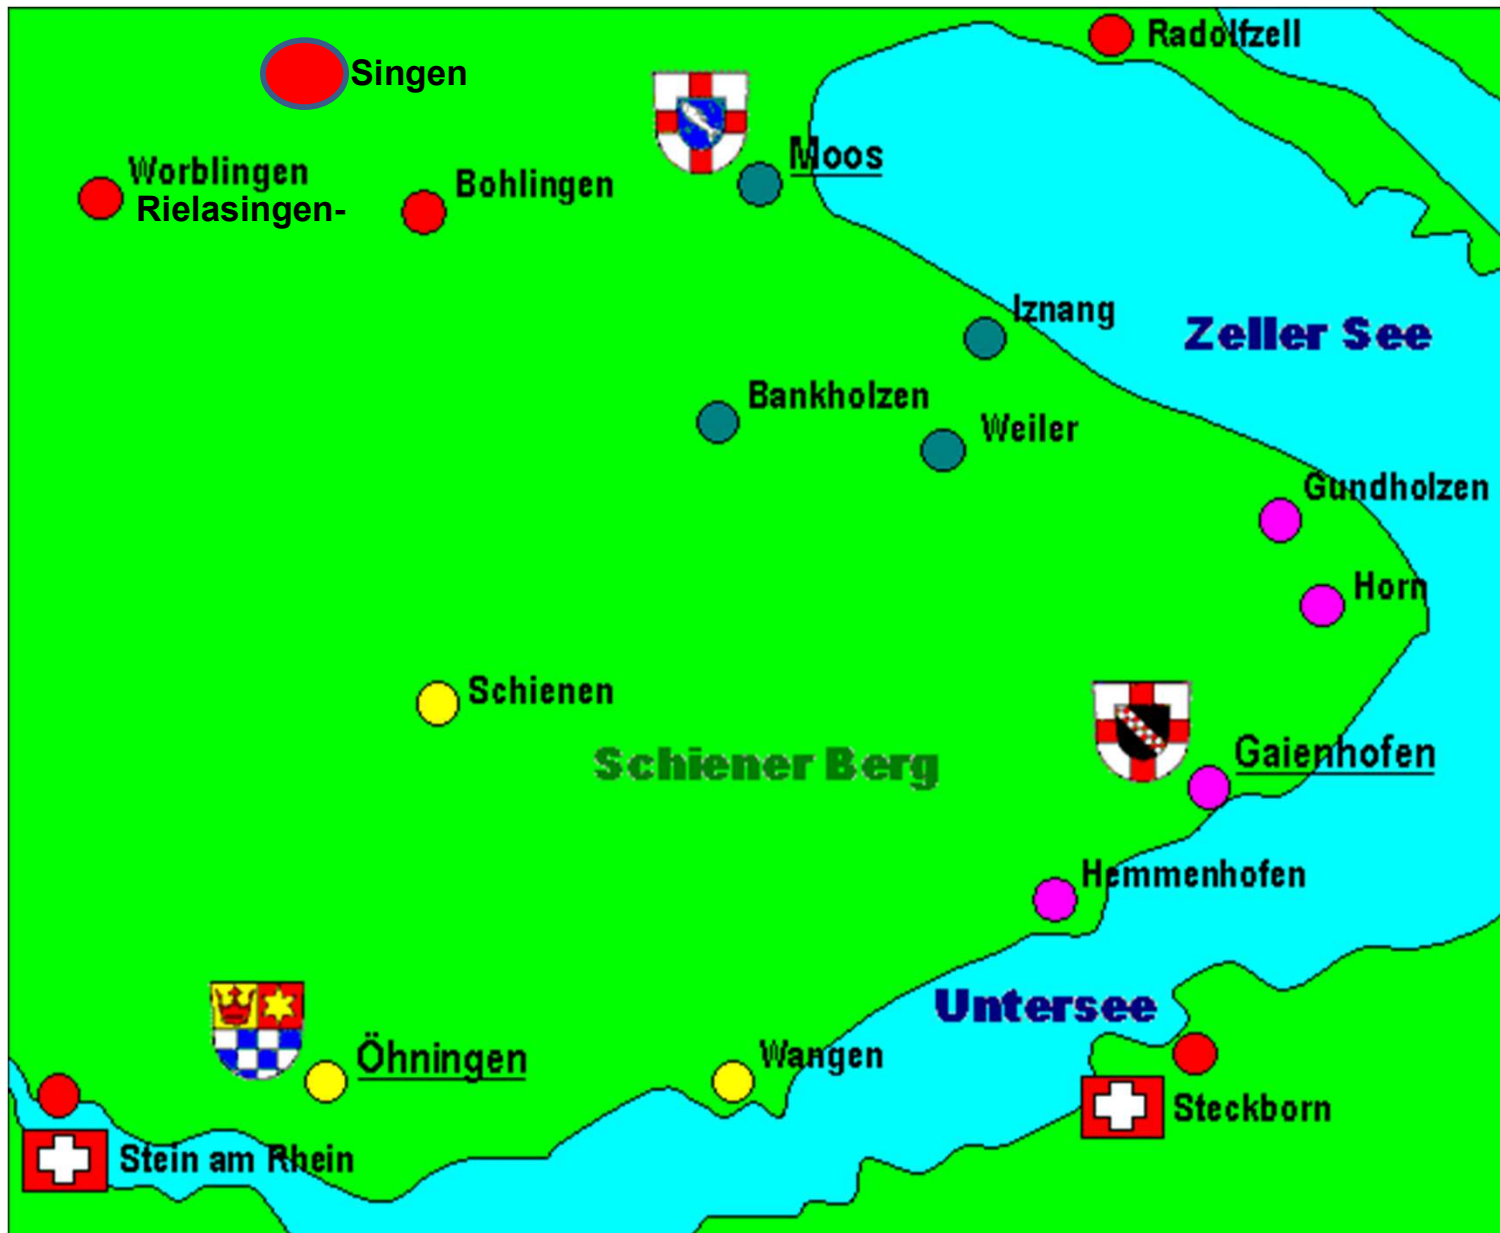 Radolfzell
Singen
Moos
Worblingen
Rielasingen-
Bohlingen
Iznang
Zeller See
Bankholzen
Weiler
Gundholzen
Horn
Schienen
Schiener Berg
Gaienhofen
Hemmenhofen
Untersee
Öhningen
Wangen
Steckborn
Stein am Rhein